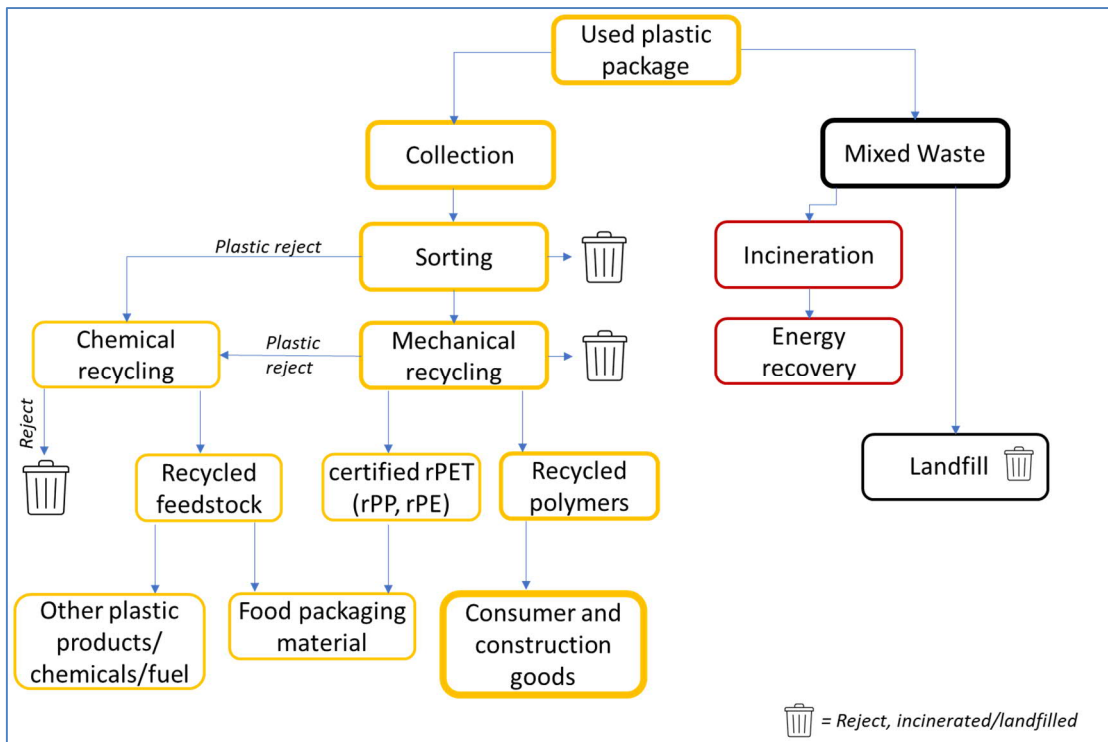 Used plastic
package
Collection
Mixed Waste
Plastic reject
Sorting
Incineration
Chemical
recycling
Plastic
reject
Mechanical
recycling
Energy
recovery
Reject
Recycled
feedstock
certified rPET
(rPP, rPE)
Recycled
polymers
Landfill
Other plastic
products/
chemicals/fuel
Food packaging
material
Consumer and
construction
goods
= Reject, incinerated/landfilled